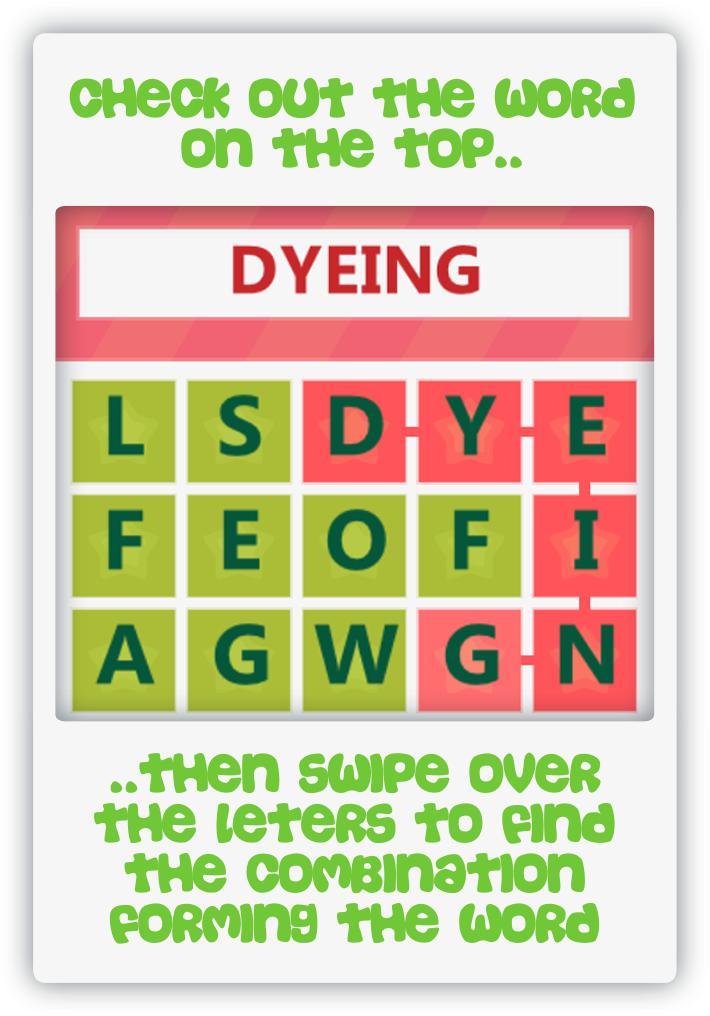 CHECK OUT THE WORD
ON THE TOP..
DYEING
L S D Y E
F E O F I
A G W G N
..THEN SWIPE OVER
THE LETERS TO FIND
THE COMBINATION
FORMING THE WORD